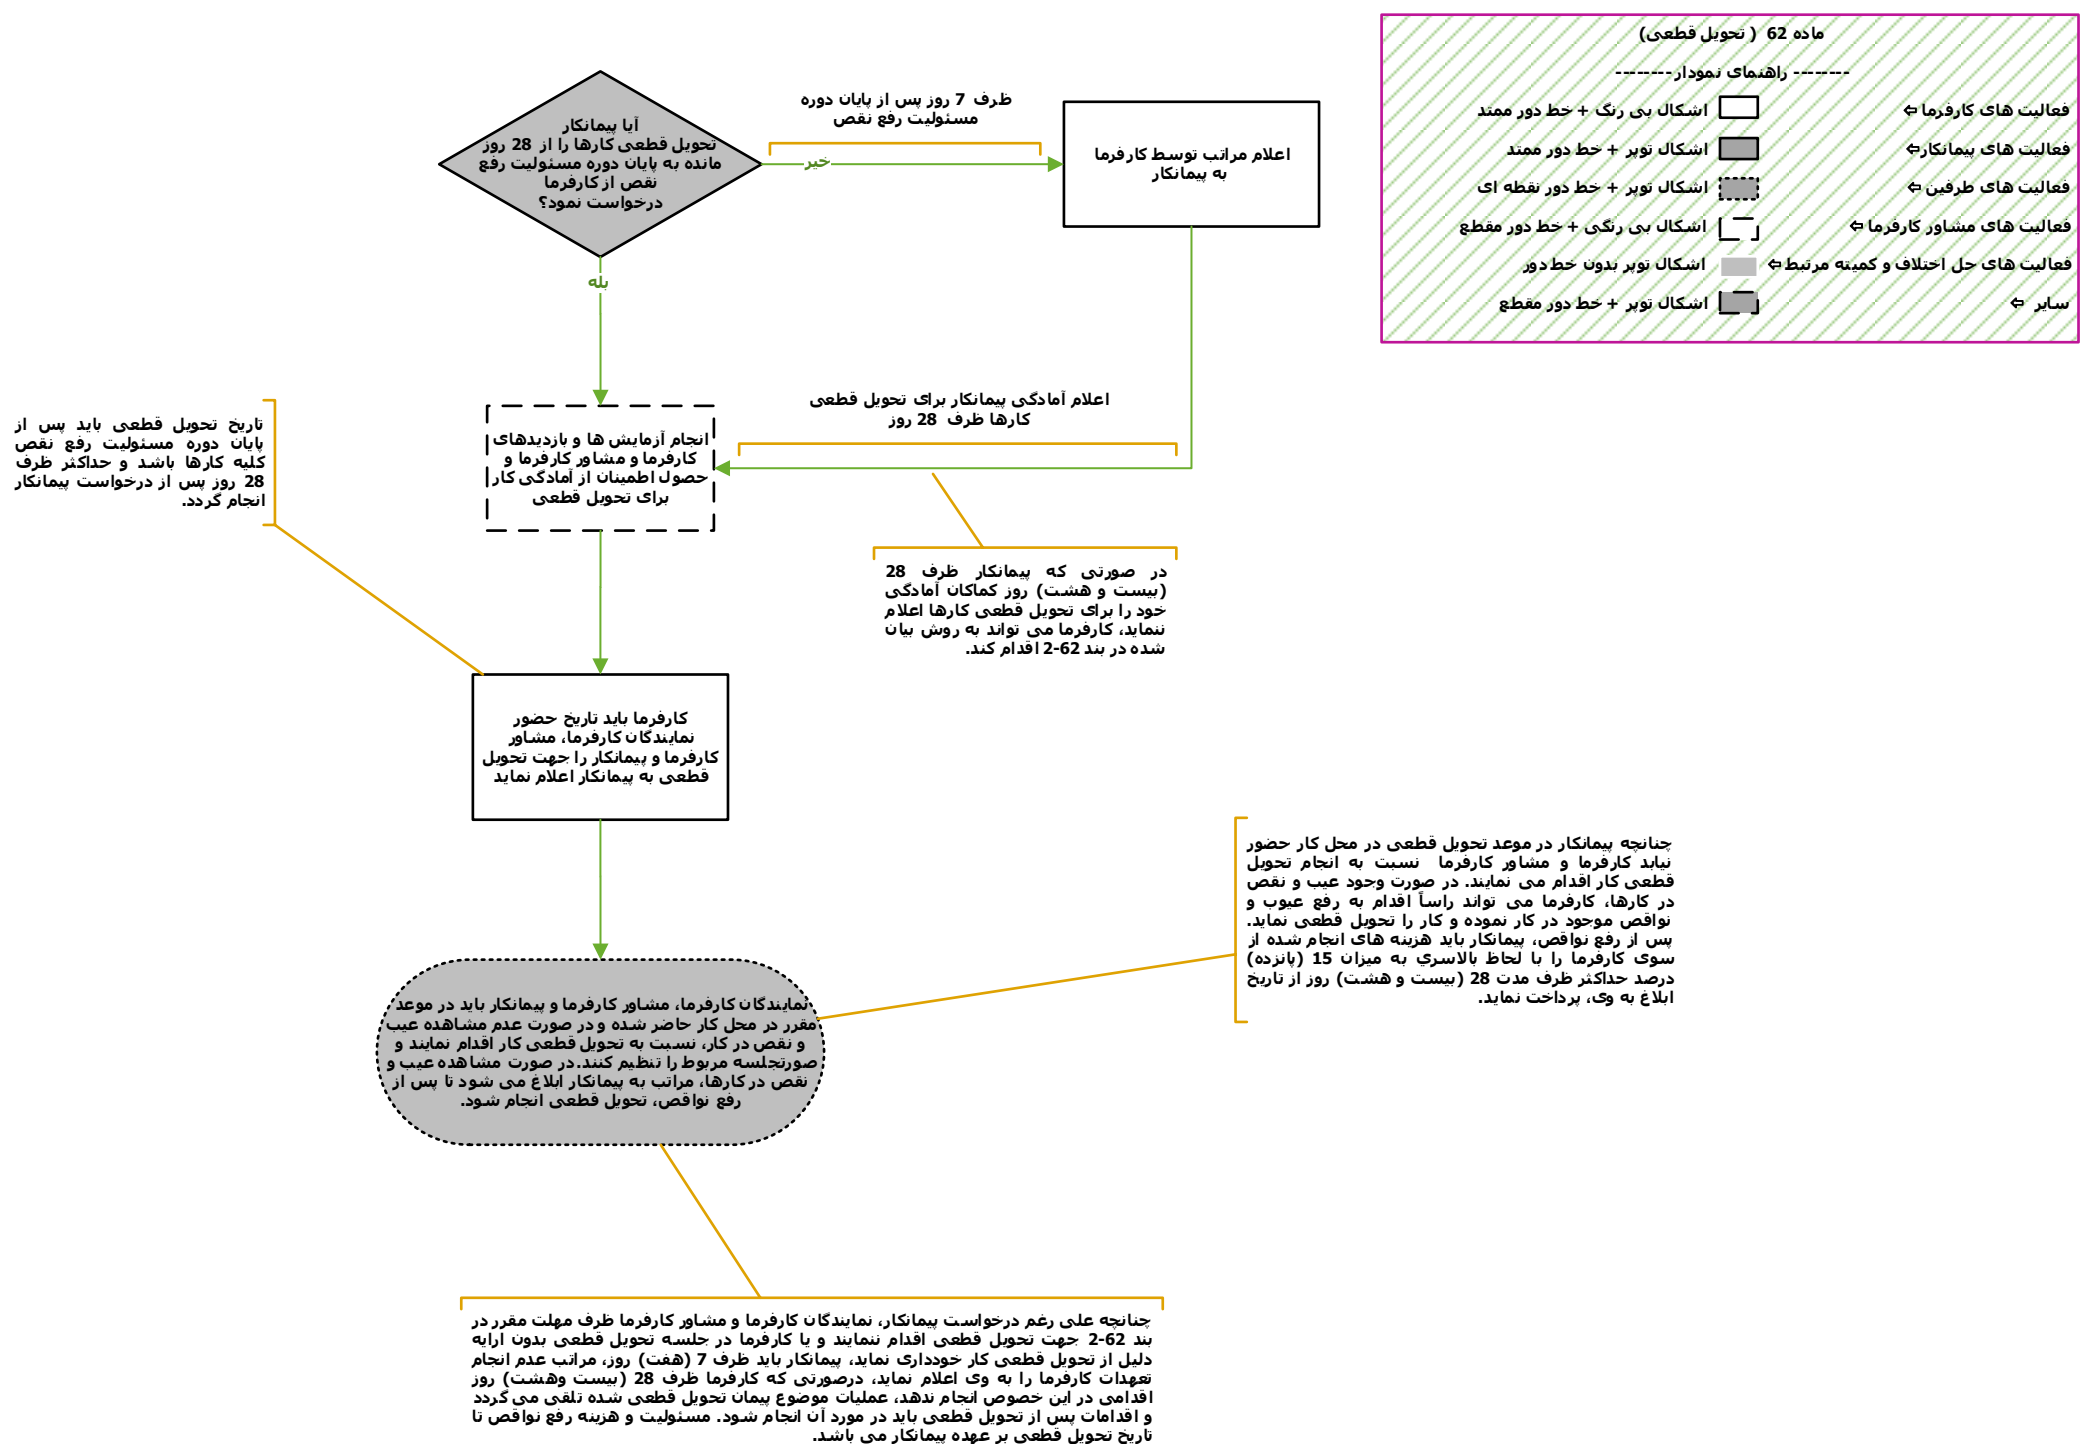 ماده 62 ( تحویل قطعی)
-------- راهنمای نمودار --------
فعالیت های کارفرما ⇦ اشکال بی رنگ + خط دور ممتد
فعالیت های پیمانکار⇦ اشکال توپر + خط دور ممتد
فعالیت های طرفین ⇦ اشکال توپر + خط دور نقطه ای
فعالیت های مشاور کارفرما ⇦ اشکال بی رنگی + خط دور مقطع
فعالیت های حل اختلاف و کمیته مرتبط ⇦ اشکال توپر بدون خط دور
سایر ⇦ اشکال توپر + خط دور مقطع
آیا پیمانکار
تحویل قطعی کارها را از 28 روز
مانده به پایان دوره مسئولیت رفع
نقص از کارفرما
درخواست نمود؟
ظرف 7 روز پس از پایان دوره
مسئولیت رفع نقص
خیر
اعلام مراتب توسط کارفرما
به پیمانکار
بله
اعلام آمادگی پیمانکار برای تحویل قطعی
کارها ظرف 28 روز
انجام آزمایش ها و بازدیدهای
کارفرما و مشاور کارفرما و
حصول اطمینان از آمادگی کار
برای تحویل قطعی
تاریخ تحویل قطعی باید پس از
پایان دوره مسئولیت رفع نقص
کلیه کارها باشد و حداکثر ظرف
28 روز پس از درخواست پیمانکار
انجام گردد.
در صورتی که پیمانکار ظرف 28
(بیست و هشت) روز کماکان آمادگی
خود را برای تحویل قطعی کارها اعلام
ننماید، کارفرما می تواند به روش بیان
شده در بند 62-2 اقدام کند.
کارفرما باید تاریخ حضور
نمایندگان کارفرما، مشاور
کارفرما و پیمانکار را جهت تحویل
قطعی به پیمانکار اعلام نماید
چنانچه پیمانکار در موعد تحویل قطعی در محل کار حضور
نیابد کارفرما و مشاور کارفرما نسبت به انجام تحویل
قطعی کار اقدام می نمایند. در صورت وجود عیب و نقص
در کارها، کارفرما می تواند راساً اقدام به رفع عیوب و
نواقص موجود در کار نموده و کار را تحویل قطعی نماید.
پس از رفع نواقص، پیمانکار باید هزینه های انجام شده از
سوی کارفرما را با لحاظ بالاسري به میزان 15 (پانزده)
درصد حداکثر ظرف مدت 28 (بیست و هشت) روز از تاریخ
ابلاغ به وی، پرداخت نماید.
نمایندگان کارفرما، مشاور کارفرما و پیمانکار باید در موعد
مقرر در محل کار حاضر شده و در صورت عدم مشاهده عیب
و نقص در کار، نسبت به تحویل قطعی کار اقدام نمایند و
صورتجلسه مربوط را تنظیم کنند. در صورت مشاهده عیب و
نقص در کارها، مراتب به پیمانکار ابلاغ می شود تا پس از
رفع نواقص، تحویل قطعی انجام شود.
چنانچه علی رغم درخواست پیمانکار، نمایندگان کارفرما و مشاور کارفرما ظرف مهلت مقرر در
بند 62-2 جهت تحویل قطعی اقدام ننمایند و یا کارفرما در جلسه تحویل قطعی بدون ارایه
دلیل از تحویل قطعی کار خودداری نماید، پیمانکار باید ظرف 7 (هفت) روز، مراتب عدم انجام
تعهدات کارفرما را به وی اعلام نماید، درصورتی که کارفرما ظرف 28 (بیست وهشت) روز
اقدامی در این خصوص انجام ندهد، عملیات موضوع پیمان تحویل قطعی شده تلقی می گردد
و اقدامات پس از تحویل قطعی باید در مورد آن انجام شود. مسئولیت و هزینه رفع نواقص تا
تاریخ تحویل قطعی بر عهده پیمانکار می باشد.